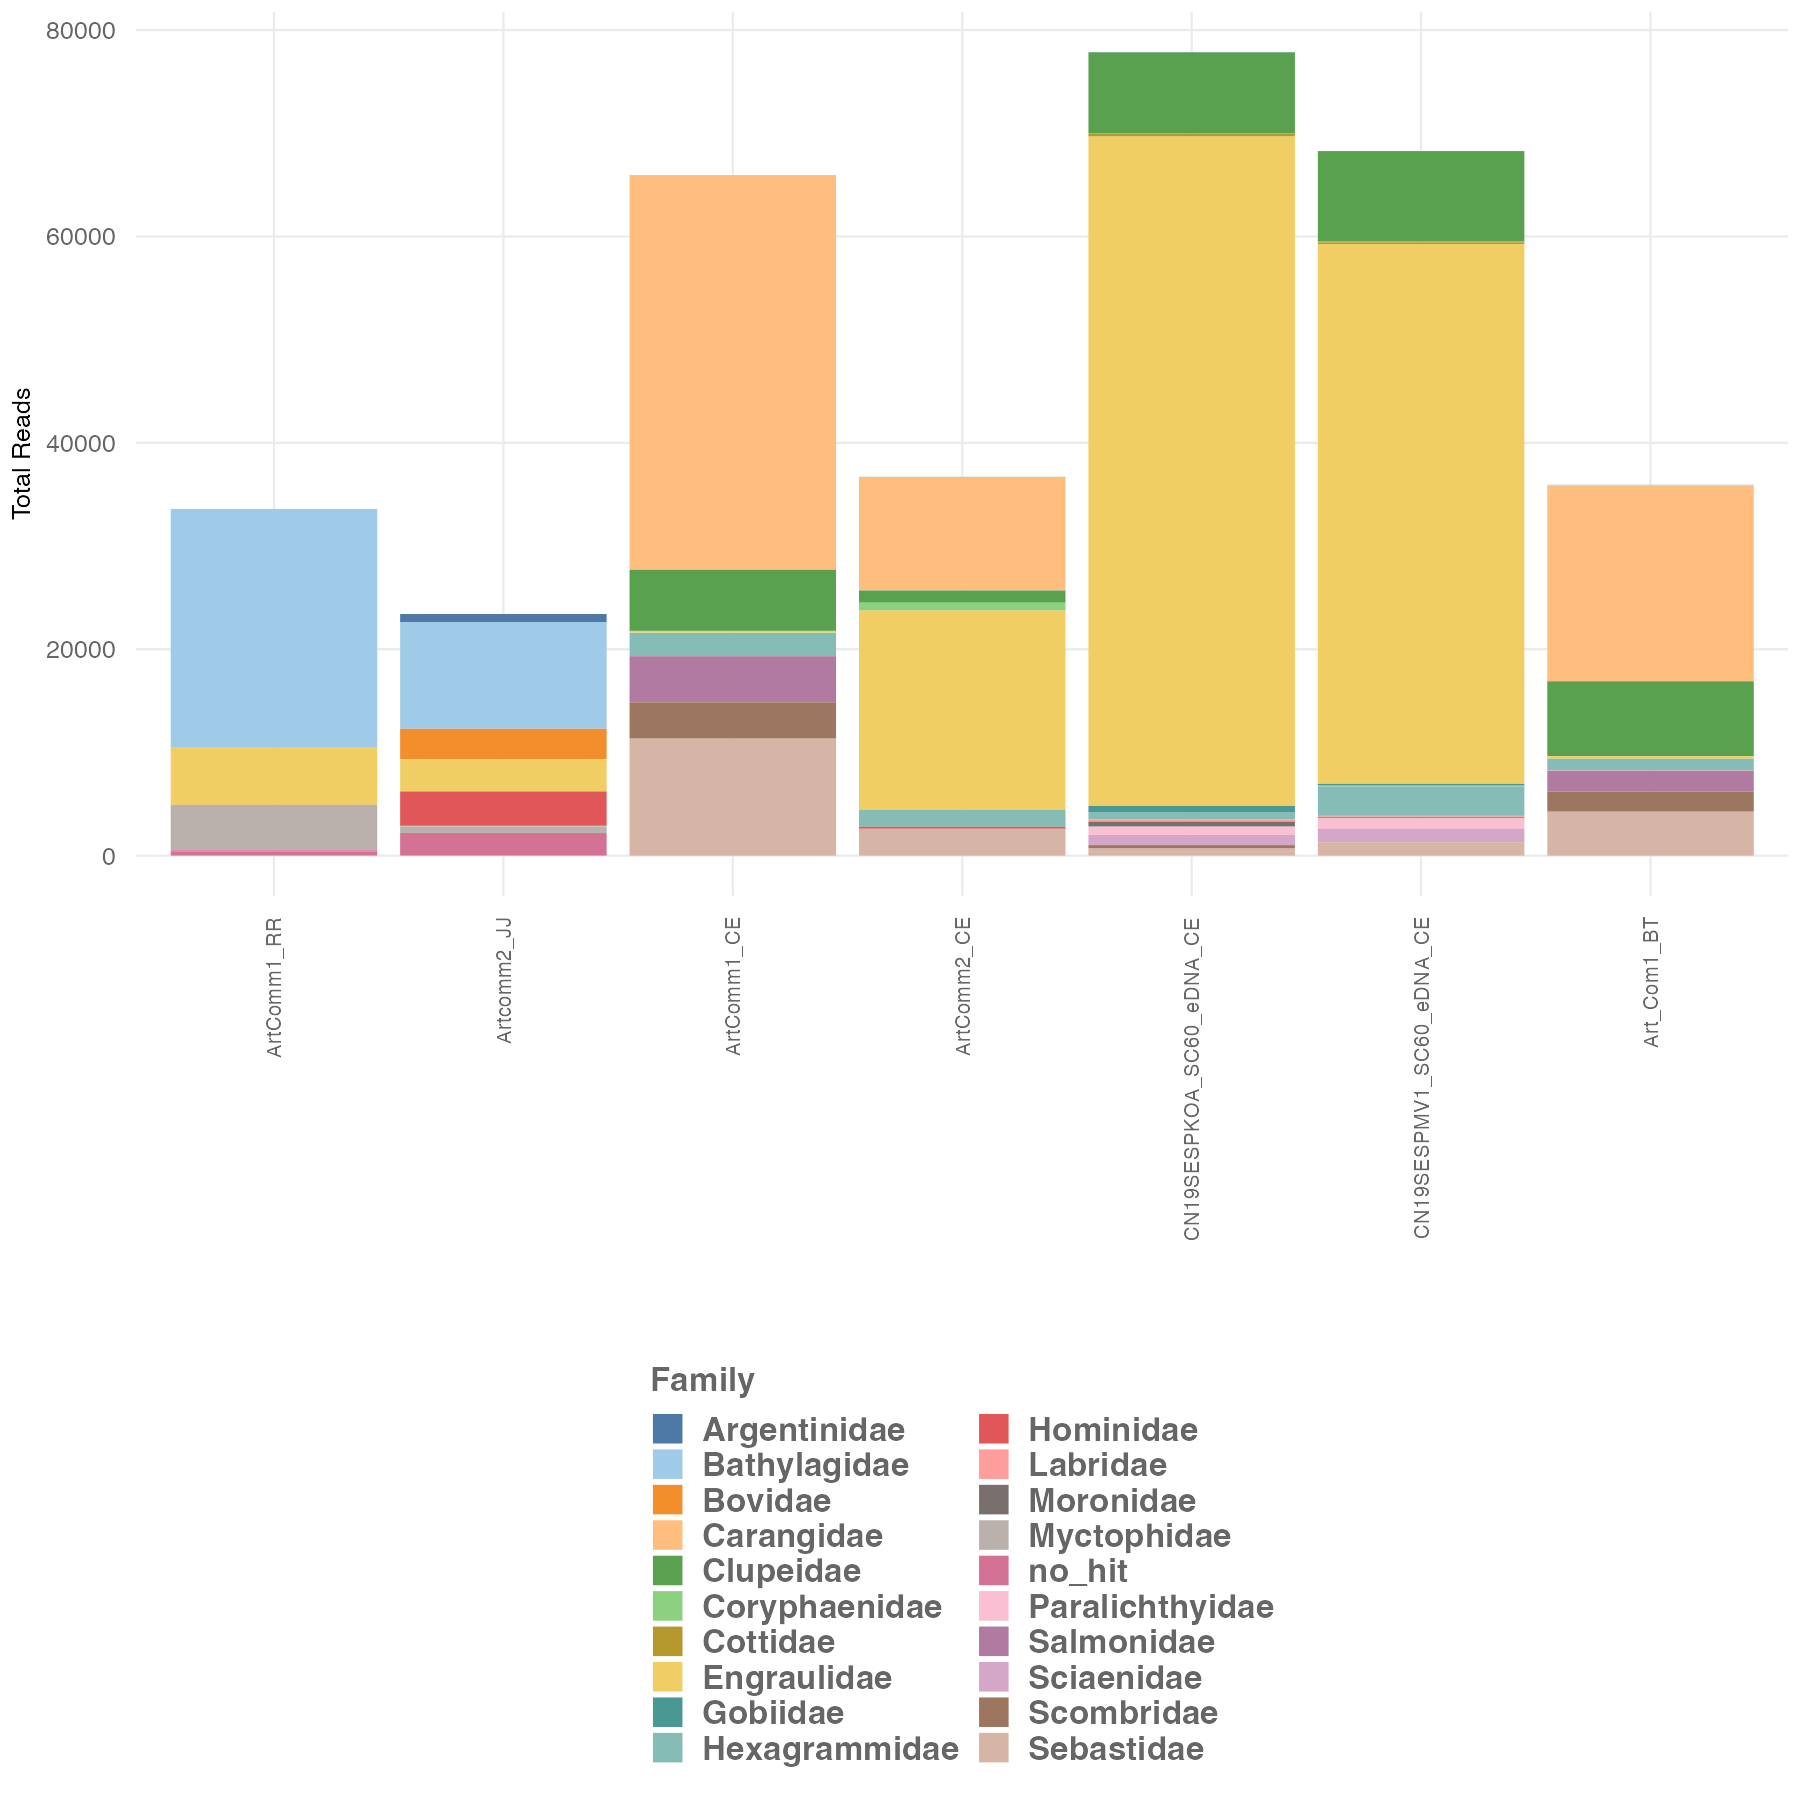 80000
60000
40000
20000
0
Total Reads
ArtComm1_RR
Artcomm2_JJ
ArtComm1_CE
ArtComm2_CE
CN19SESPKOA_SC60_eDNA_CE
CN19SESPMV1_SC60_eDNA_CE
Art_Com1_BT
Family
Argentinidae
Bathylagidae
Bovidae
Carangidae
Clupeidae
Coryphaenidae
Cottidae
Engraulidae
Gobiidae
Hexagrammidae
Hominidae
Labridae
Moronidae
Myctophidae
no_hit
Paralichthyidae
Salmonidae
Sciaenidae
Scombridae
Sebastidae